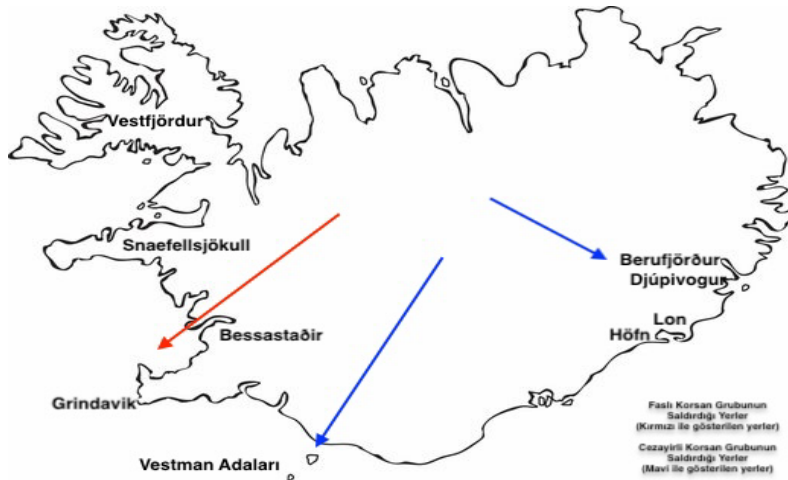 Vestfjördur
Snaefellsjökull
Berufjörður
Djúpivogur
Lon
Höfn
Bessastaðir
Grindavik
Vestman Adaları
Faslı Korsan Grubunun
Saldırdığı Yerler
(Kırmızı ile gösterilen yerler)
Cezayirli Korsan Grubunun
Saldırdığı Yerler
(Mavi ile gösterilen yerler)